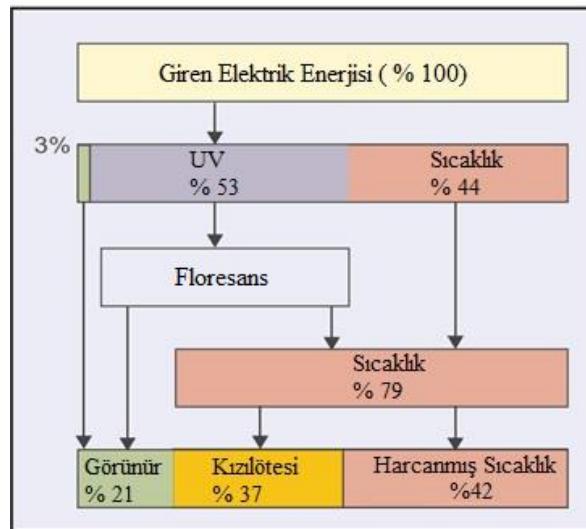 Giren Elektrik Enerjisi ( % 100)
3%
UV
% 53
Sıcaklık
% 44
Floresans
Sıcaklık
% 79
Görünür
% 21
Kızılötesi
% 37
Harcanmış Sıcaklık
%42